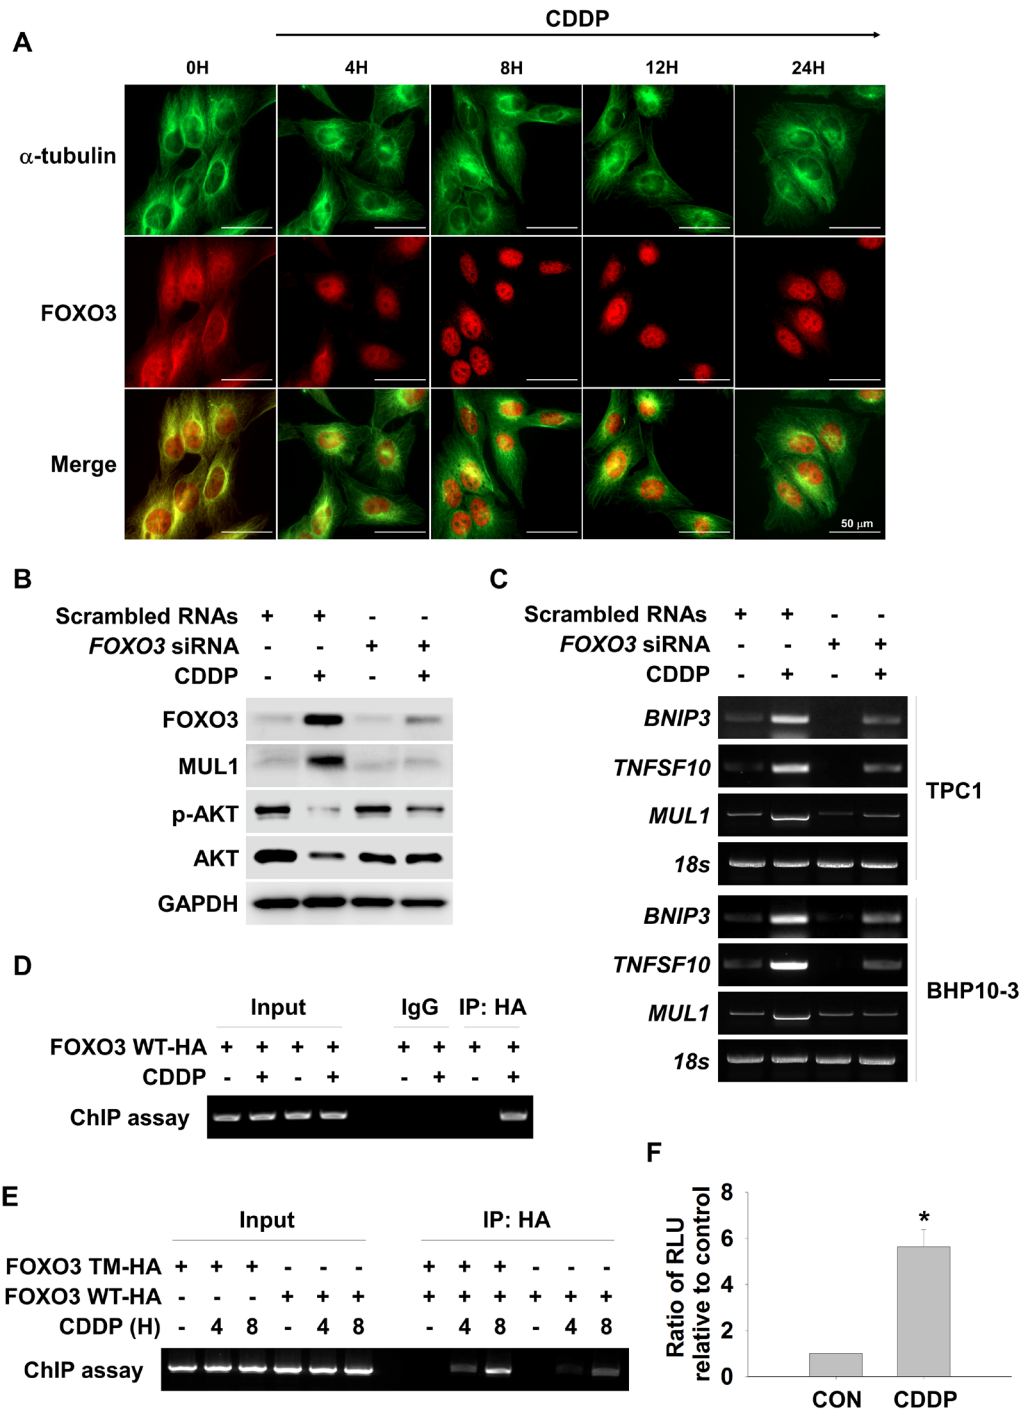 CDDP
A
0H 4H 8H 12H 24H
α-tubulin
FOXO3
Merge
50 μm
B
Scrambled RNAs + + - -
FOXO3 siRNA - - + +
CDDP - + - +
FOXO3
MUL1
p-AKT
AKT
GAPDH
C
Scrambled RNAs + + - -
FOXO3 siRNA - - + +
CDDP - + - +
BNIP3
TNFSF10
MUL1
18s
TPC1
BNIP3
TNFSF10
MUL1
18s
BHP10-3
D
Input IgG IP: HA
FOXO3 WT-HA + + + + + + + +
CDDP - + - + - + - +
ChIP assay
E
Input IP: HA
FOXO3 TM-HA + + + - - - + + + - - -
FOXO3 WT-HA - - - + + + + + + + + +
CDDP (H) - 4 8 - 4 8 - 4 8 - 4 8
ChIP assay
F
Ratio of RLU
relative to control
8
6
4
2
0
*
CON CDDP